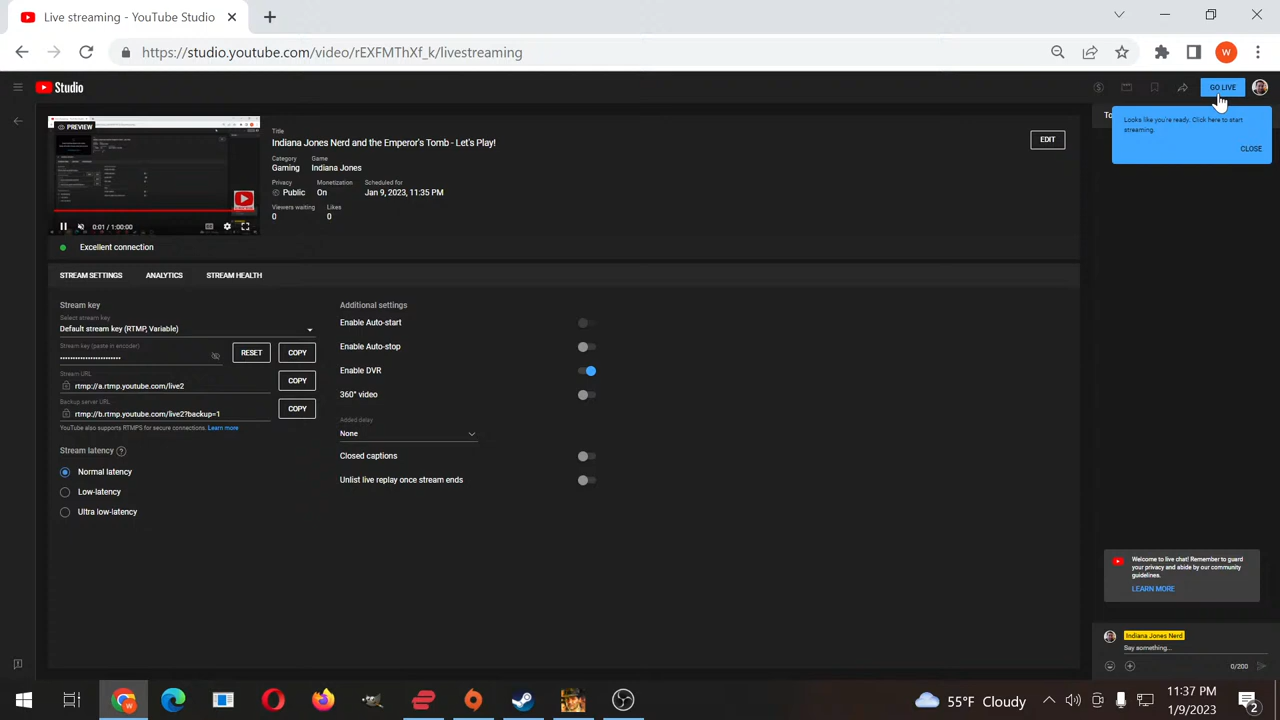 Live streaming - YouTube Studio
https://studio.youtube.com/video/rEXFMThXf_k/livestreaming
W
Studio
GO LIVE
Looks like you're ready. Click here to start
streaming.
CLOSE
PREVIEW
0:01 / 1:00:00
Title
Indiana Jones Nerd and the Emperor's Tomb - Let's Play!
EDIT
Category
Game
Gaming
Indiana Jones
Privacy
Monetization
Scheduled for
Public
On
Jan 9, 2023, 11:35 PM
Viewers waiting
Likes
0
0
Excellent connection
STREAM SETTINGS
ANALYTICS
STREAM HEALTH
Stream key
Select stream key
Default stream key (RTMP, Variable)
Stream key (paste in encoder)
••••••••••••••••••••••••
RESET
COPY
Stream URL
rtmp://a.rtmp.youtube.com/live2
COPY
Backup server URL
rtmp://b.rtmp.youtube.com/live2?backup=1
COPY
YouTube also supports RTMPS for secure connections. Learn more
Stream latency
Normal latency
Low-latency
Ultra low-latency
Additional settings
Enable Auto-start
Enable Auto-stop
Enable DVR
360° video
Added delay
None
Closed captions
Unlist live replay once stream ends
Welcome to live chat! Remember to guard
your privacy and abide by our community
guidelines.
LEARN MORE
Indiana Jones Nerd
Say something...
0/200
55°F Cloudy
11:37 PM
1/9/2023
2